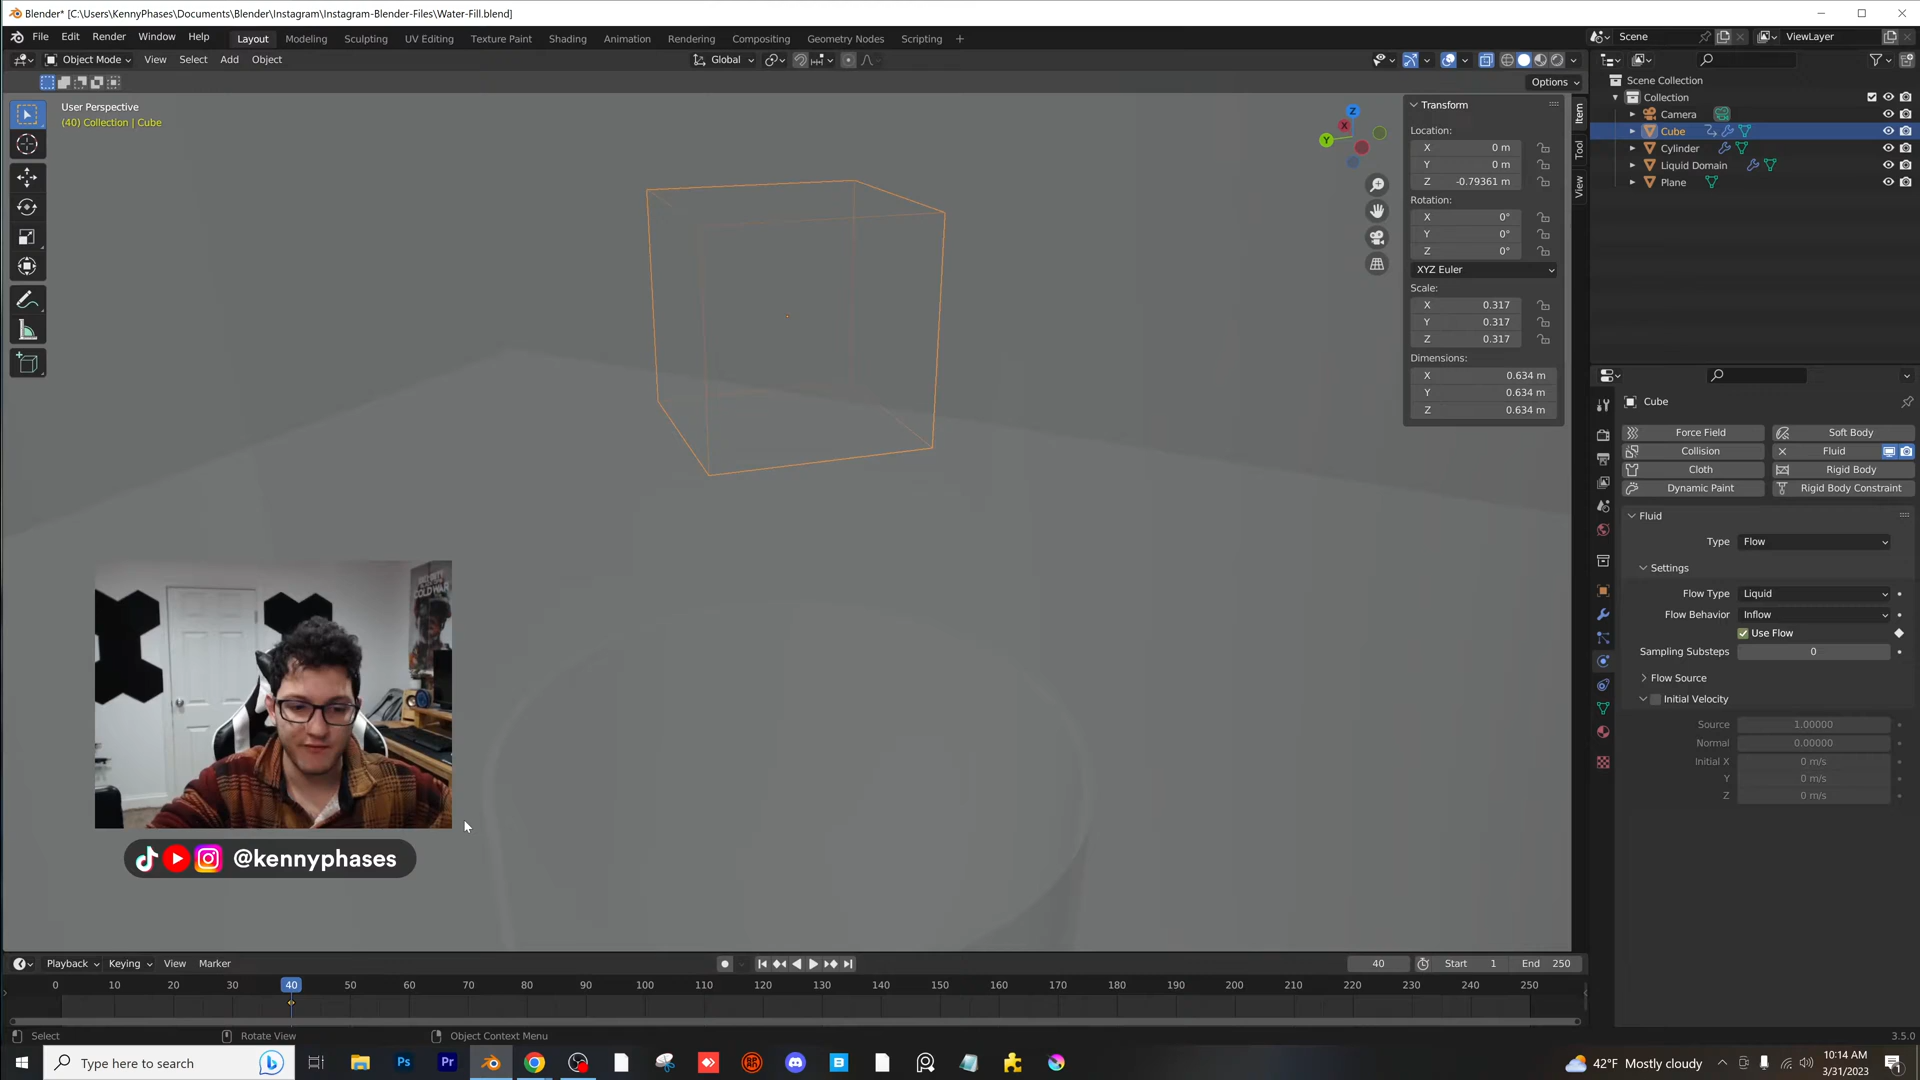 Blender* [C:\Users\KennyPhases\Documents\Blender\Instagram\Instagram-Blender-Files\Water-Fill.blend]
File Edit Render Window Help
Layout Modeling Sculpting UV Editing Texture Paint Shading Animation Rendering Compositing Geometry Nodes Scripting +
Scene
ViewLayer
Object Mode View Select Add Object
Global
Options
User Perspective
(40) Collection | Cube
Z
X
Y
Transform
Location:
X 0 m
Y 0 m
Z -0.79361 m
Rotation:
X 0°
Y 0°
Z 0°
XYZ Euler
Scale:
X 0.317
Y 0.317
Z 0.317
Dimensions:
X 0.634 m
Y 0.634 m
Z 0.634 m
Item
Tool
View
Scene Collection
Collection
Camera
Cube
Cylinder
Liquid Domain
Plane
Cube
Force Field Soft Body
Collision Fluid
Cloth Rigid Body
Dynamic Paint Rigid Body Constraint
Fluid
Type Flow
Settings
Flow Type Liquid
Flow Behavior Inflow
Use Flow
Sampling Substeps 0
Flow Source
Initial Velocity
Source 1.00000
Normal 0.00000
Initial X 0 m/s
Y 0 m/s
Z 0 m/s
COLD WAR
@kennyphases
Playback Keying View Marker
40 Start 1 End 250
0 10 20 30 40 50 60 70 80 90 100 110 120 130 140 150 160 170 180 190 200 210 220 230 240 250
Select Rotate View Object Context Menu
3.5.0
Type here to search
Ps
Pr
B
42°F Mostly cloudy
10:14 AM
3/31/2023
1